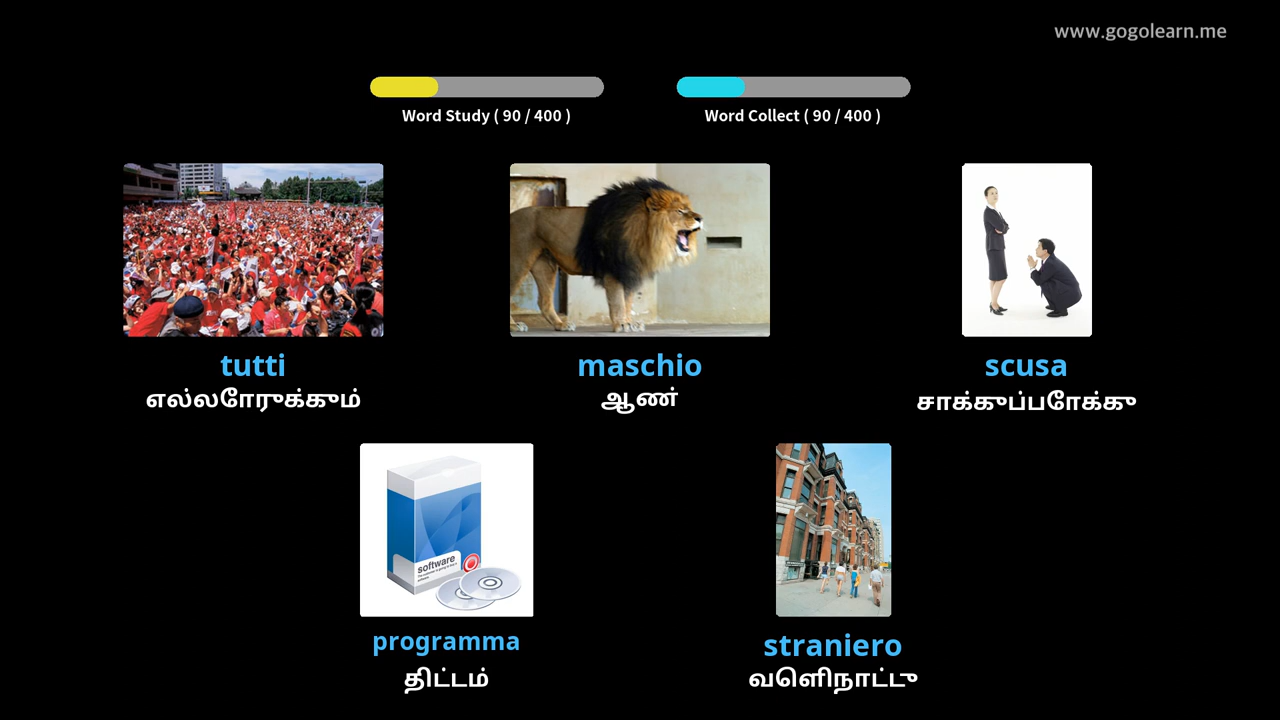 www.gogolearn.me
Word Study ( 90 / 400 )
Word Collect ( 90 / 400 )
tutti
எல்லோருக்கும்
maschio
ஆண்
scusa
சாக்குப்போக்கு
software
programma
திட்டம்
straniero
வெளிநாட்டு